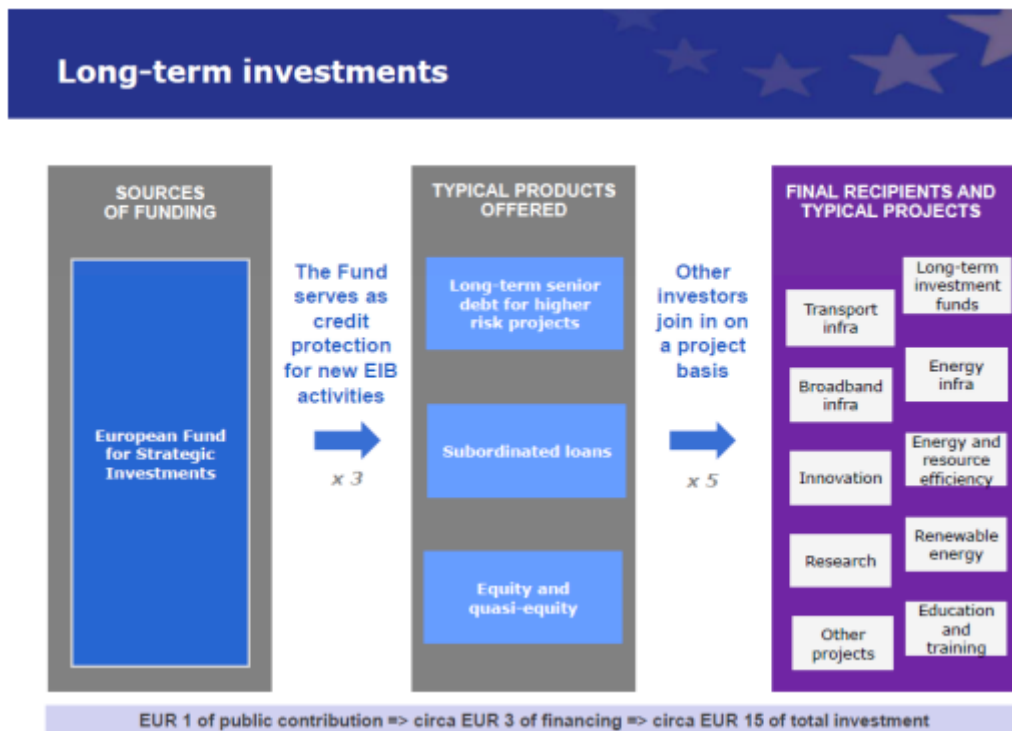 Long-term investments
SOURCES
OF FUNDING
European Fund
for Strategic
Investments
The Fund
serves as
credit
protection
for new EIB
activities
x 3
TYPICAL PRODUCTS
OFFERED
Long-term senior
debt for higher
risk projects
Subordinated loans
Equity and
quasi-equity
Other
investors
join in on
a project
basis
x 5
FINAL RECIPIENTS AND
TYPICAL PROJECTS
Transport
infra
Long-term
investment
funds
Broadband
infra
Energy
infra
Innovation
Energy and
resource
efficiency
Research
Renewable
energy
Other
projects
Education
and
training
EUR 1 of public contribution => circa EUR 3 of financing => circa EUR 15 of total investment